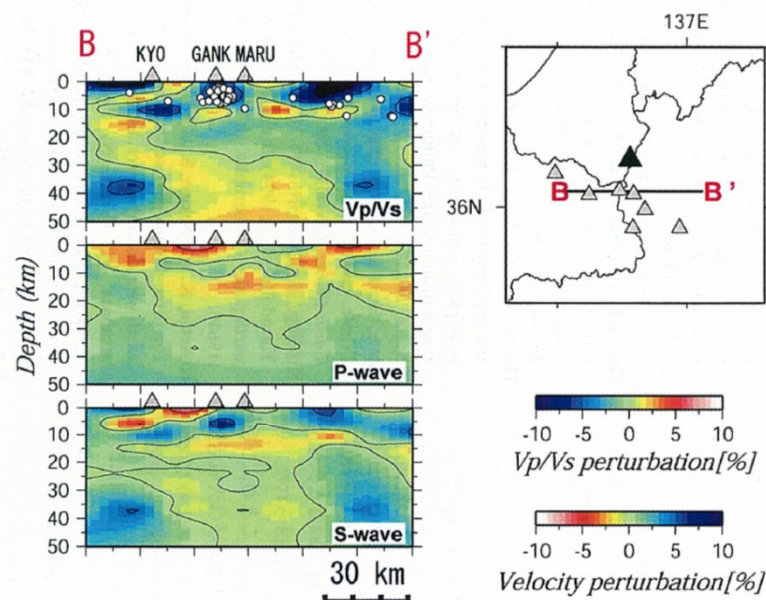 B B'
KYO GANK MARU
0
10
20
30
40
50
Vp/Vs
0
10
20
30
40
50
P-wave
0
10
20
30
40
50
S-wave
Depth (km)
30 km
137E
36N
B B'
-10 -5 0 5 10
Vp/Vs perturbation[%]
-10 -5 0 5 10
Velocity perturbation[%]